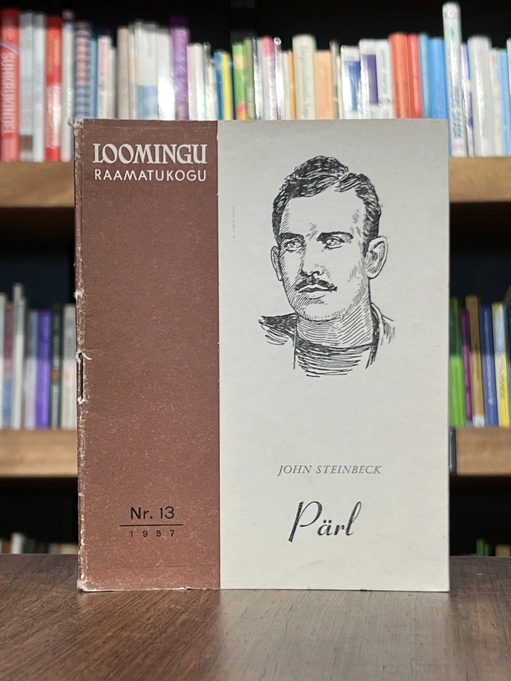 LOOMINGU
RAAMATUKOGU
JOHN STEINBECK
Pärl
Nr. 13
1957